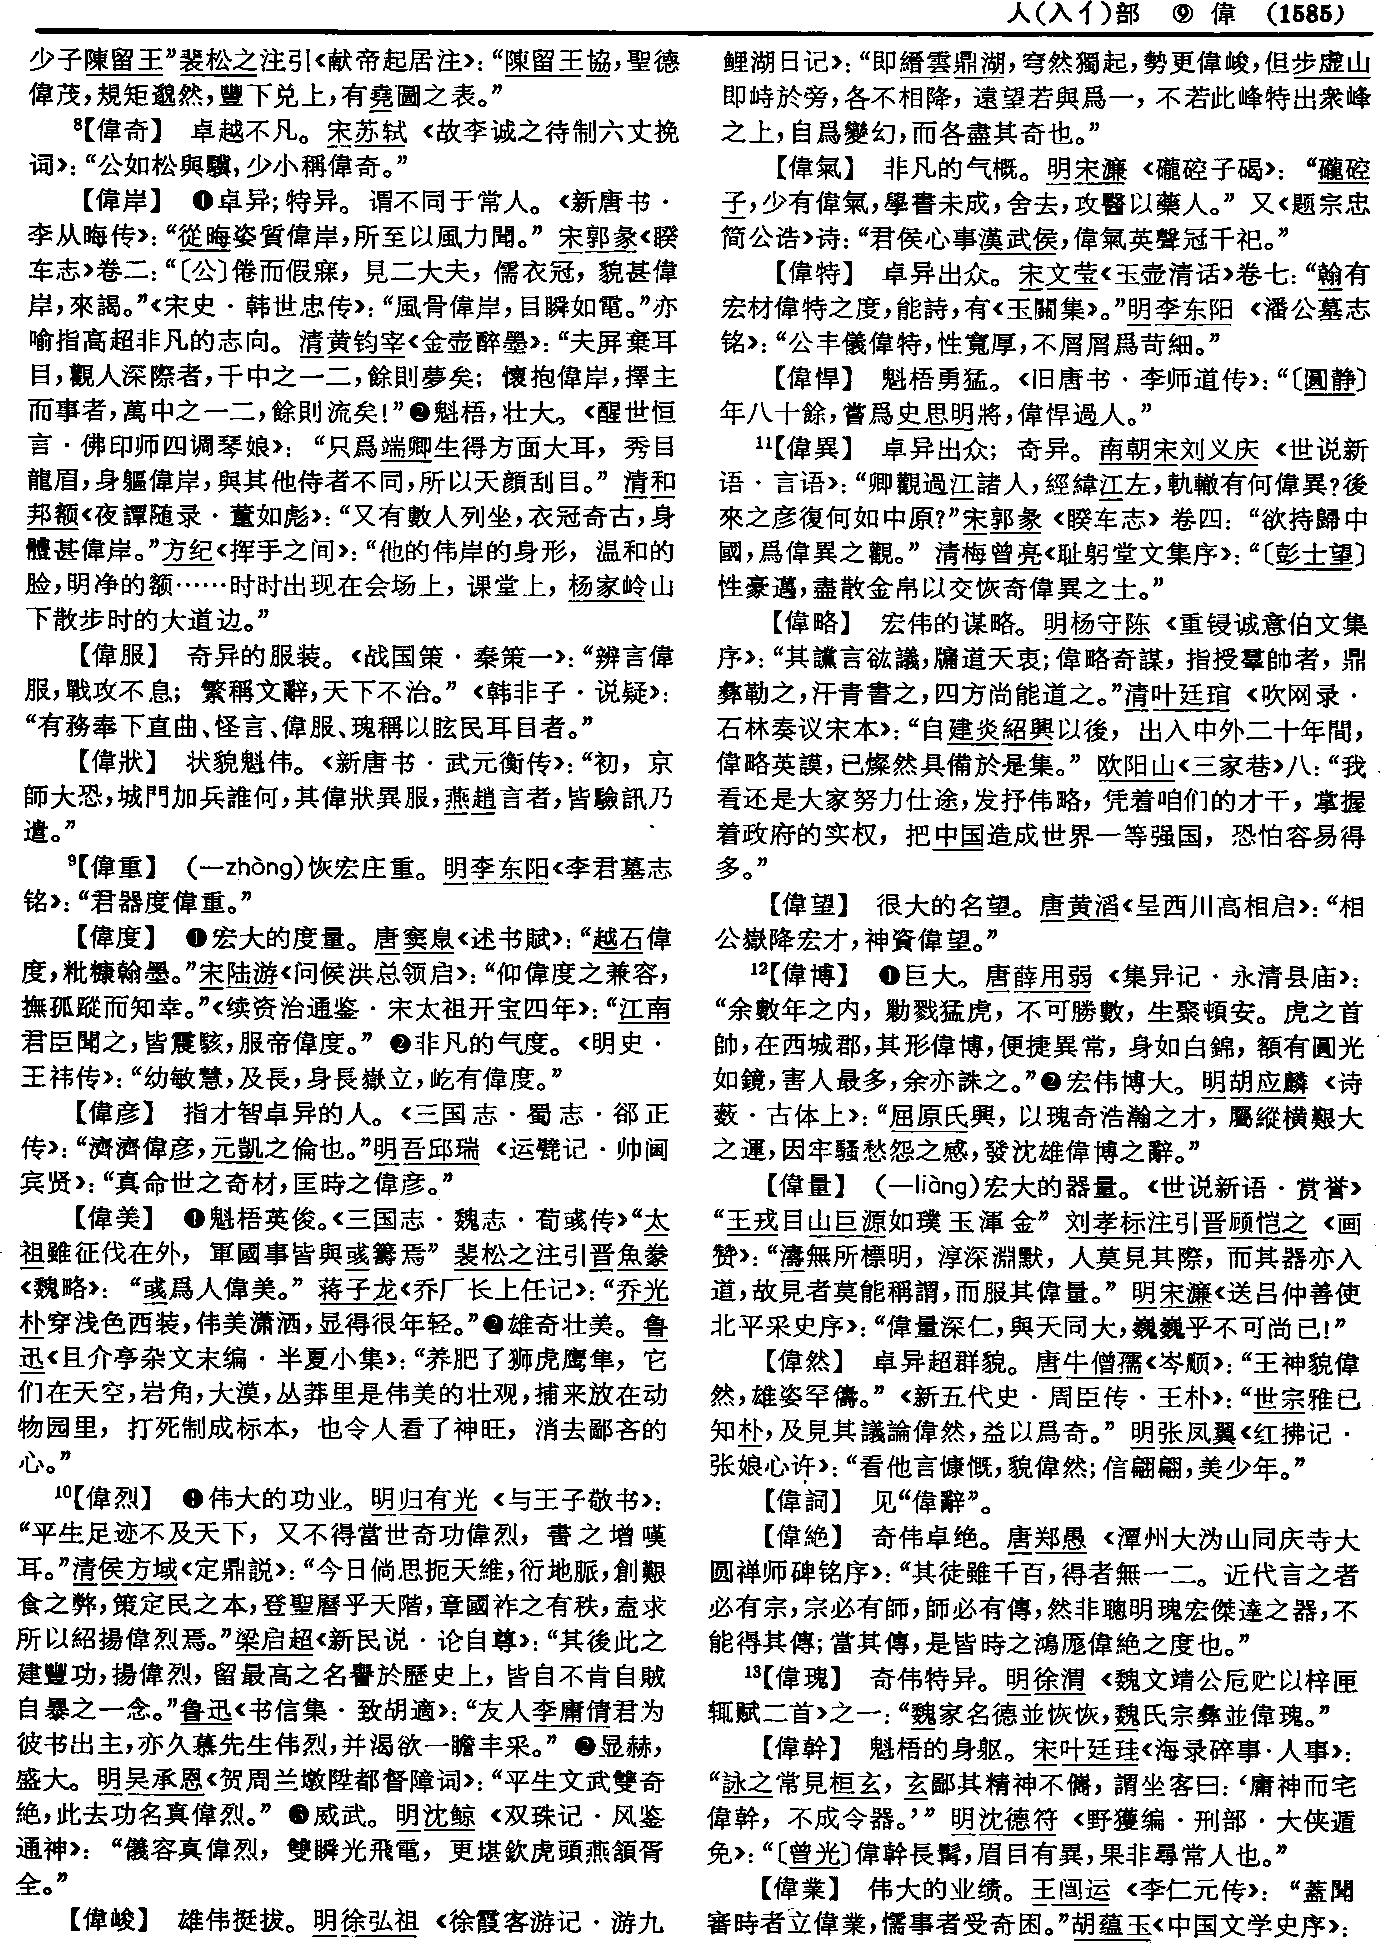 人(入亻)部 ⑨ 偉 (1585)
少子陳留王”裴松之注引《献帝起居注》：“陳留王協，聖德
偉茂，規矩邈然，豐下兑上，有堯圖之表。”
⁸【偉奇】 卓越不凡。宋苏轼《故李诚之待制六丈挽
词》：“公如松與驥，少小稱偉奇。”
【偉岸】 ❶卓异；特异。谓不同于常人。《新唐书·
李从晦传》：“從晦姿質偉岸，所至以風力聞。”宋郭彖《睽
车志》卷二：“〔公〕倦而假寐，見二大夫，儒衣冠，貌甚偉
岸，來謁。”《宋史·韩世忠传》：“風骨偉岸，目瞬如電。”亦
喻指高超非凡的志向。清黄钧宰《金壶醉墨》：“夫屏棄耳
目，觀人深際者，千中之一二，餘則夢矣；懷抱偉岸，擇主
而事者，萬中之一二，餘則流矣！”❷魁梧，壮大。《醒世恒
言·佛印师四调琴娘》：“只爲端卿生得方面大耳，秀目
龍眉，身軀偉岸，與其他侍者不同，所以天顔刮目。”清和
邦额《夜譚随录·董如彪》：“又有數人列坐，衣冠奇古，身
體甚偉岸。”方纪《挥手之间》：“他的伟岸的身形，温和的
脸，明净的额……时时出现在会场上，课堂上，杨家岭山
下散步时的大道边。”
【偉服】 奇异的服装。《战国策·秦策一》：“辨言偉
服，戰攻不息；繁稱文辭，天下不治。”《韩非子·说疑》：
“有務奉下直曲、怪言、偉服、瑰稱以眩民耳目者。”
【偉狀】 状貌魁伟。《新唐书·武元衡传》：“初，京
師大恐，城門加兵誰何，其偉狀異服，燕趙言者，皆驗訊乃
遣。”
⁹【偉重】 （—zhòng）恢宏庄重。明李东阳《李君墓志
铭》：“君器度偉重。”
【偉度】 ❶宏大的度量。唐窦臮《述书賦》：“越石偉
度，粃糠翰墨。”宋陆游《问候洪总领启》：“仰偉度之兼容，
撫孤蹤而知幸。”《续资治通鉴·宋太祖开宝四年》：“江南
君臣聞之，皆震駭，服帝偉度。”❷非凡的气度。《明史·
王祎传》：“幼敏慧，及長，身長嶽立，屹有偉度。”
【偉彦】 指才智卓异的人。《三国志·蜀志·郤正
传》：“濟濟偉彦，元凱之倫也。”明吾邱瑞《运甓记·帅阃
宾贤》：“真命世之奇材，匡時之偉彦。”
【偉美】 ❶魁梧英俊。《三国志·魏志·荀彧传》“太
祖雖征伐在外，軍國事皆與彧籌焉”裴松之注引晋魚豢
《魏略》：“彧爲人偉美。”蒋子龙《乔厂长上任记》：“乔光
朴穿浅色西装，伟美潇洒，显得很年轻。”❷雄奇壮美。鲁
迅《且介亭杂文末编·半夏小集》：“养肥了狮虎鹰隼，它
们在天空，岩角，大漠，丛莽里是伟美的壮观，捕来放在动
物园里，打死制成标本，也令人看了神旺，消去鄙吝的
心。”
¹⁰【偉烈】 ❶伟大的功业。明归有光《与王子敬书》：
“平生足迹不及天下，又不得當世奇功偉烈，書之增嘆
耳。”清侯方域《定鼎説》：“今日倘思扼天維，衍地脈，創艱
食之弊，策定民之本，登聖曆乎天階，章國祚之有秩，盍求
所以紹揚偉烈焉。”梁启超《新民说·论自尊》：“其後此之
建豐功，揚偉烈，留最高之名譽於歷史上，皆自不肯自賊
自暴之一念。”鲁迅《书信集·致胡適》：“友人李庸倩君为
彼书出主，亦久慕先生伟烈，并渴欲一瞻丰采。”❷显赫，
盛大。明吴承恩《贺周兰墩陞都督障词》：“平生文武雙奇
絶，此去功名真偉烈。”❸威武。明沈鲸《双珠记·风鉴
通神》：“儀容真偉烈，雙瞬光飛電，更堪欽虎頭燕頷胥
全。”
【偉峻】 雄伟挺拔。明徐弘祖《徐霞客游记·游九
鲤湖日记》：“即縉雲鼎湖，穹然獨起，勢更偉峻，但步虚山
即峙於旁，各不相降，遠望若與爲一，不若此峰特出衆峰
之上，自爲變幻，而各盡其奇也。”
【偉氣】 非凡的气概。明宋濂《礲硿子碣》：“礲硿
子，少有偉氣，學書未成，舍去，攻醫以藥人。”又《题宗忠
简公诰》诗：“君侯心事漢武侯，偉氣英聲冠千祀。”
【偉特】 卓异出众。宋文莹《玉壶清话》卷七：“翰有
宏材偉特之度，能詩，有《玉闕集》。”明李东阳《潘公墓志
铭》：“公丰儀偉特，性寬厚，不屑屑爲苛細。”
【偉悍】 魁梧勇猛。《旧唐书·李师道传》：“〔圓静〕
年八十餘，嘗爲史思明將，偉悍過人。”
¹¹【偉異】 卓异出众；奇异。南朝宋刘义庆《世说新
语·言语》：“卿觀過江諸人，經緯江左，軌轍有何偉異？後
來之彦復何如中原？”宋郭彖《睽车志》卷四：“欲持歸中
國，爲偉異之觀。”清梅曾亮《耻躬堂文集序》：“〔彭士望〕
性豪邁，盡散金帛以交恢奇偉異之士。”
【偉略】 宏伟的谋略。明杨守陈《重锓诚意伯文集
序》：“其讜言谹議，牖道天衷；偉略奇謀，指授羣帥者，鼎
彝勒之，汗青書之，四方尚能道之。”清叶廷琯《吹网录·
石林奏议宋本》：“自建炎紹興以後，出入中外二十年間，
偉略英謨，已燦然具備於是集。”欧阳山《三家巷》八：“我
看还是大家努力仕途，发抒伟略，凭着咱们的才干，掌握
着政府的实权，把中国造成世界一等强国，恐怕容易得
多。”
【偉望】 很大的名望。唐黄滔《呈西川高相启》：“相
公嶽降宏才，神資偉望。”
¹²【偉博】 ❶巨大。唐薛用弱《集异记·永清县庙》：
“余數年之内，勦戮猛虎，不可勝數，生聚頓安。虎之首
帥，在西城郡，其形偉博，便捷異常，身如白錦，額有圓光
如鏡，害人最多，余亦誅之。”❷宏伟博大。明胡应麟《诗
薮·古体上》：“屈原氏興，以瑰奇浩瀚之才，屬縱横艱大
之運，因牢騷愁怨之感，發沈雄偉博之辭。”
【偉量】 （—liàng）宏大的器量。《世说新语·赏誉》
“王戎目山巨源如璞玉渾金”刘孝标注引晋顾恺之《画
赞》：“濤無所標明，淳深淵默，人莫見其際，而其器亦入
道，故見者莫能稱謂，而服其偉量。”明宋濂《送吕仲善使
北平采史序》：“偉量深仁，與天同大，巍巍乎不可尚已！”
【偉然】 卓异超群貌。唐牛僧孺《岑顺》：“王神貌偉
然，雄姿罕儔。”《新五代史·周臣传·王朴》：“世宗雅已
知朴，及見其議論偉然，益以爲奇。”明张凤翼《红拂记·
张娘心许》：“看他言慷慨，貌偉然；信翩翩，美少年。”
【偉詞】 见“偉辭”。
【偉絶】 奇伟卓绝。唐郑愚《潭州大沩山同庆寺大
圆禅师碑铭序》：“其徒雖千百，得者無一二。近代言之者
必有宗，宗必有師，師必有傳，然非聰明瑰宏傑達之器，不
能得其傳；當其傳，是皆時之鴻厖偉絶之度也。”
¹³【偉瑰】 奇伟特异。明徐渭《魏文靖公卮贮以梓匣
辄赋二首》之一：“魏家名德並恢恢，魏氏宗彝並偉瑰。”
【偉幹】 魁梧的身躯。宋叶廷珪《海录碎事·人事》：
“詠之常見桓玄，玄鄙其精神不儁，謂坐客曰：‘庸神而宅
偉幹，不成令器。’”明沈德符《野獲编·刑部·大侠遁
免》：“〔曾光〕偉幹長髯，眉目有異，果非尋常人也。”
【偉業】 伟大的业绩。王闿运《李仁元传》：“蓋聞
審時者立偉業，懦事者受奇困。”胡蕴玉《中国文学史序》：